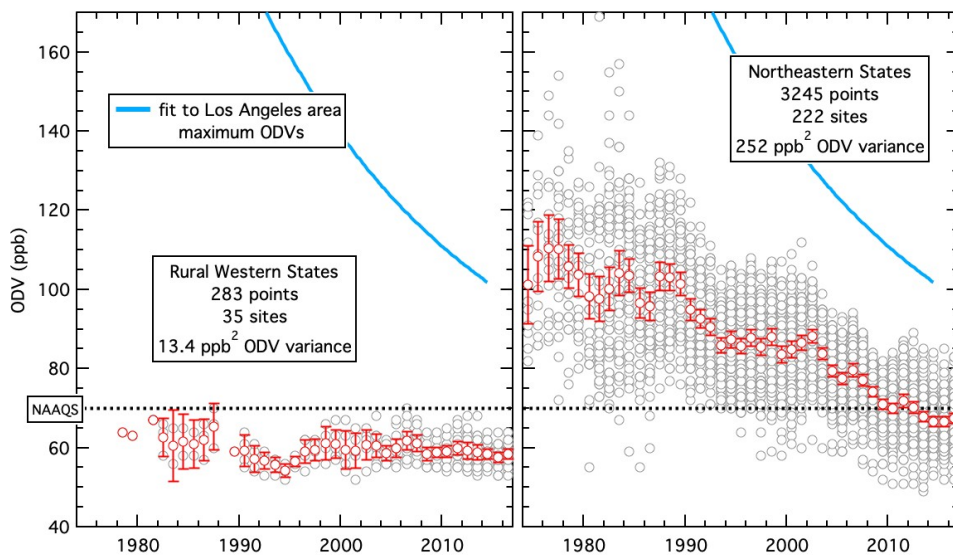 160
140
120
100
80
60
40
ODV (ppb)
NAAQS
fit to Los Angeles area
maximum ODVs
Rural Western States
283 points
35 sites
13.4 ppb² ODV variance
1980 1990 2000 2010
Northeastern States
3245 points
222 sites
252 ppb² ODV variance
1980 1990 2000 2010